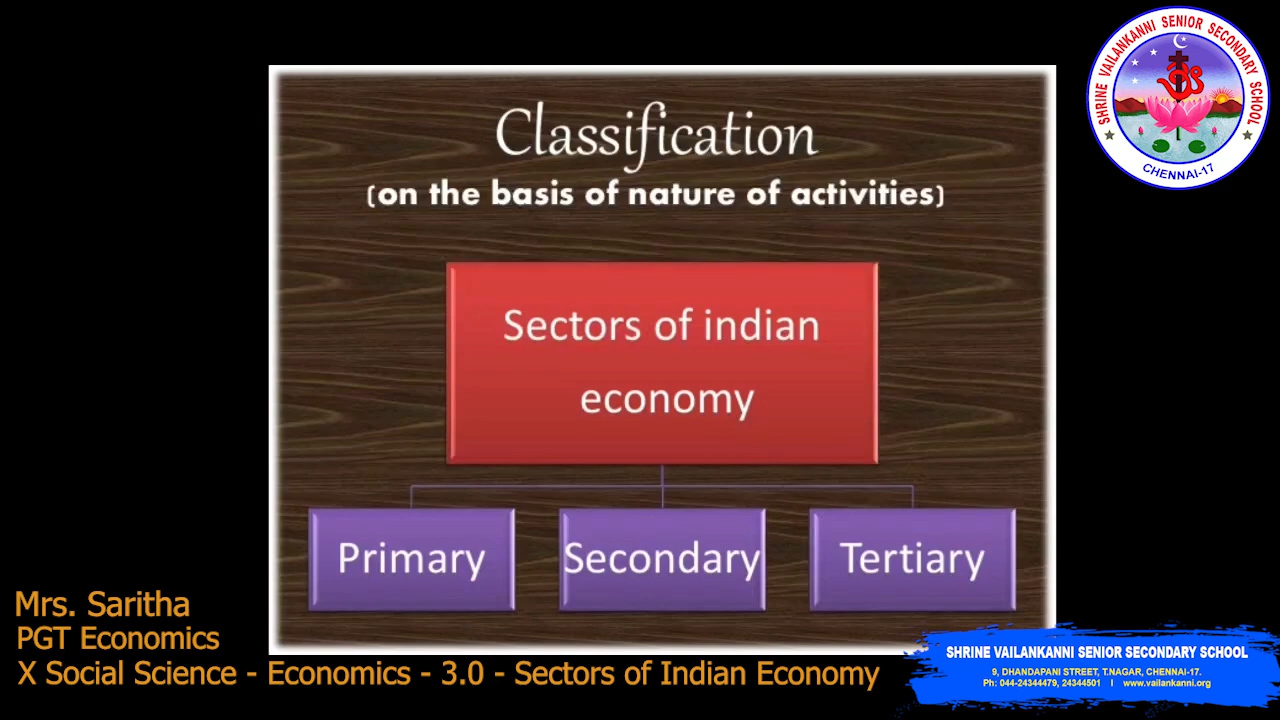 SHRINE VAILANKANNI SENIOR SECONDARY SCHOOL
CHENNAI-17
Classification
(on the basis of nature of activities)
Sectors of indian
economy
Primary
Secondary
Tertiary
Mrs. Saritha
PGT Economics
X Social Science - Economics - 3.0 - Sectors of Indian Economy
SHRINE VAILANKANNI SENIOR SECONDARY SCHOOL
9, DHANDAPANI STREET, T.NAGAR, CHENNAI-17.
Ph: 044-24344479, 24344501 I www.vailankanni.org